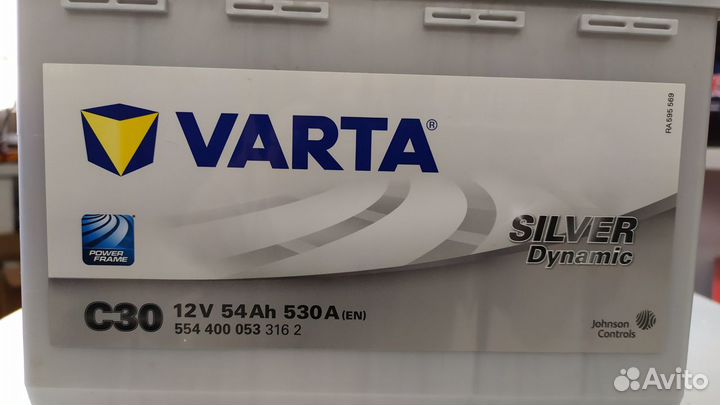 VARTA®
RA 595 569
POWER FRAME
SILVER
Dynamic
C30 12V 54Ah 530A (EN)
554 400 053 316 2
Johnson
Controls
Avito